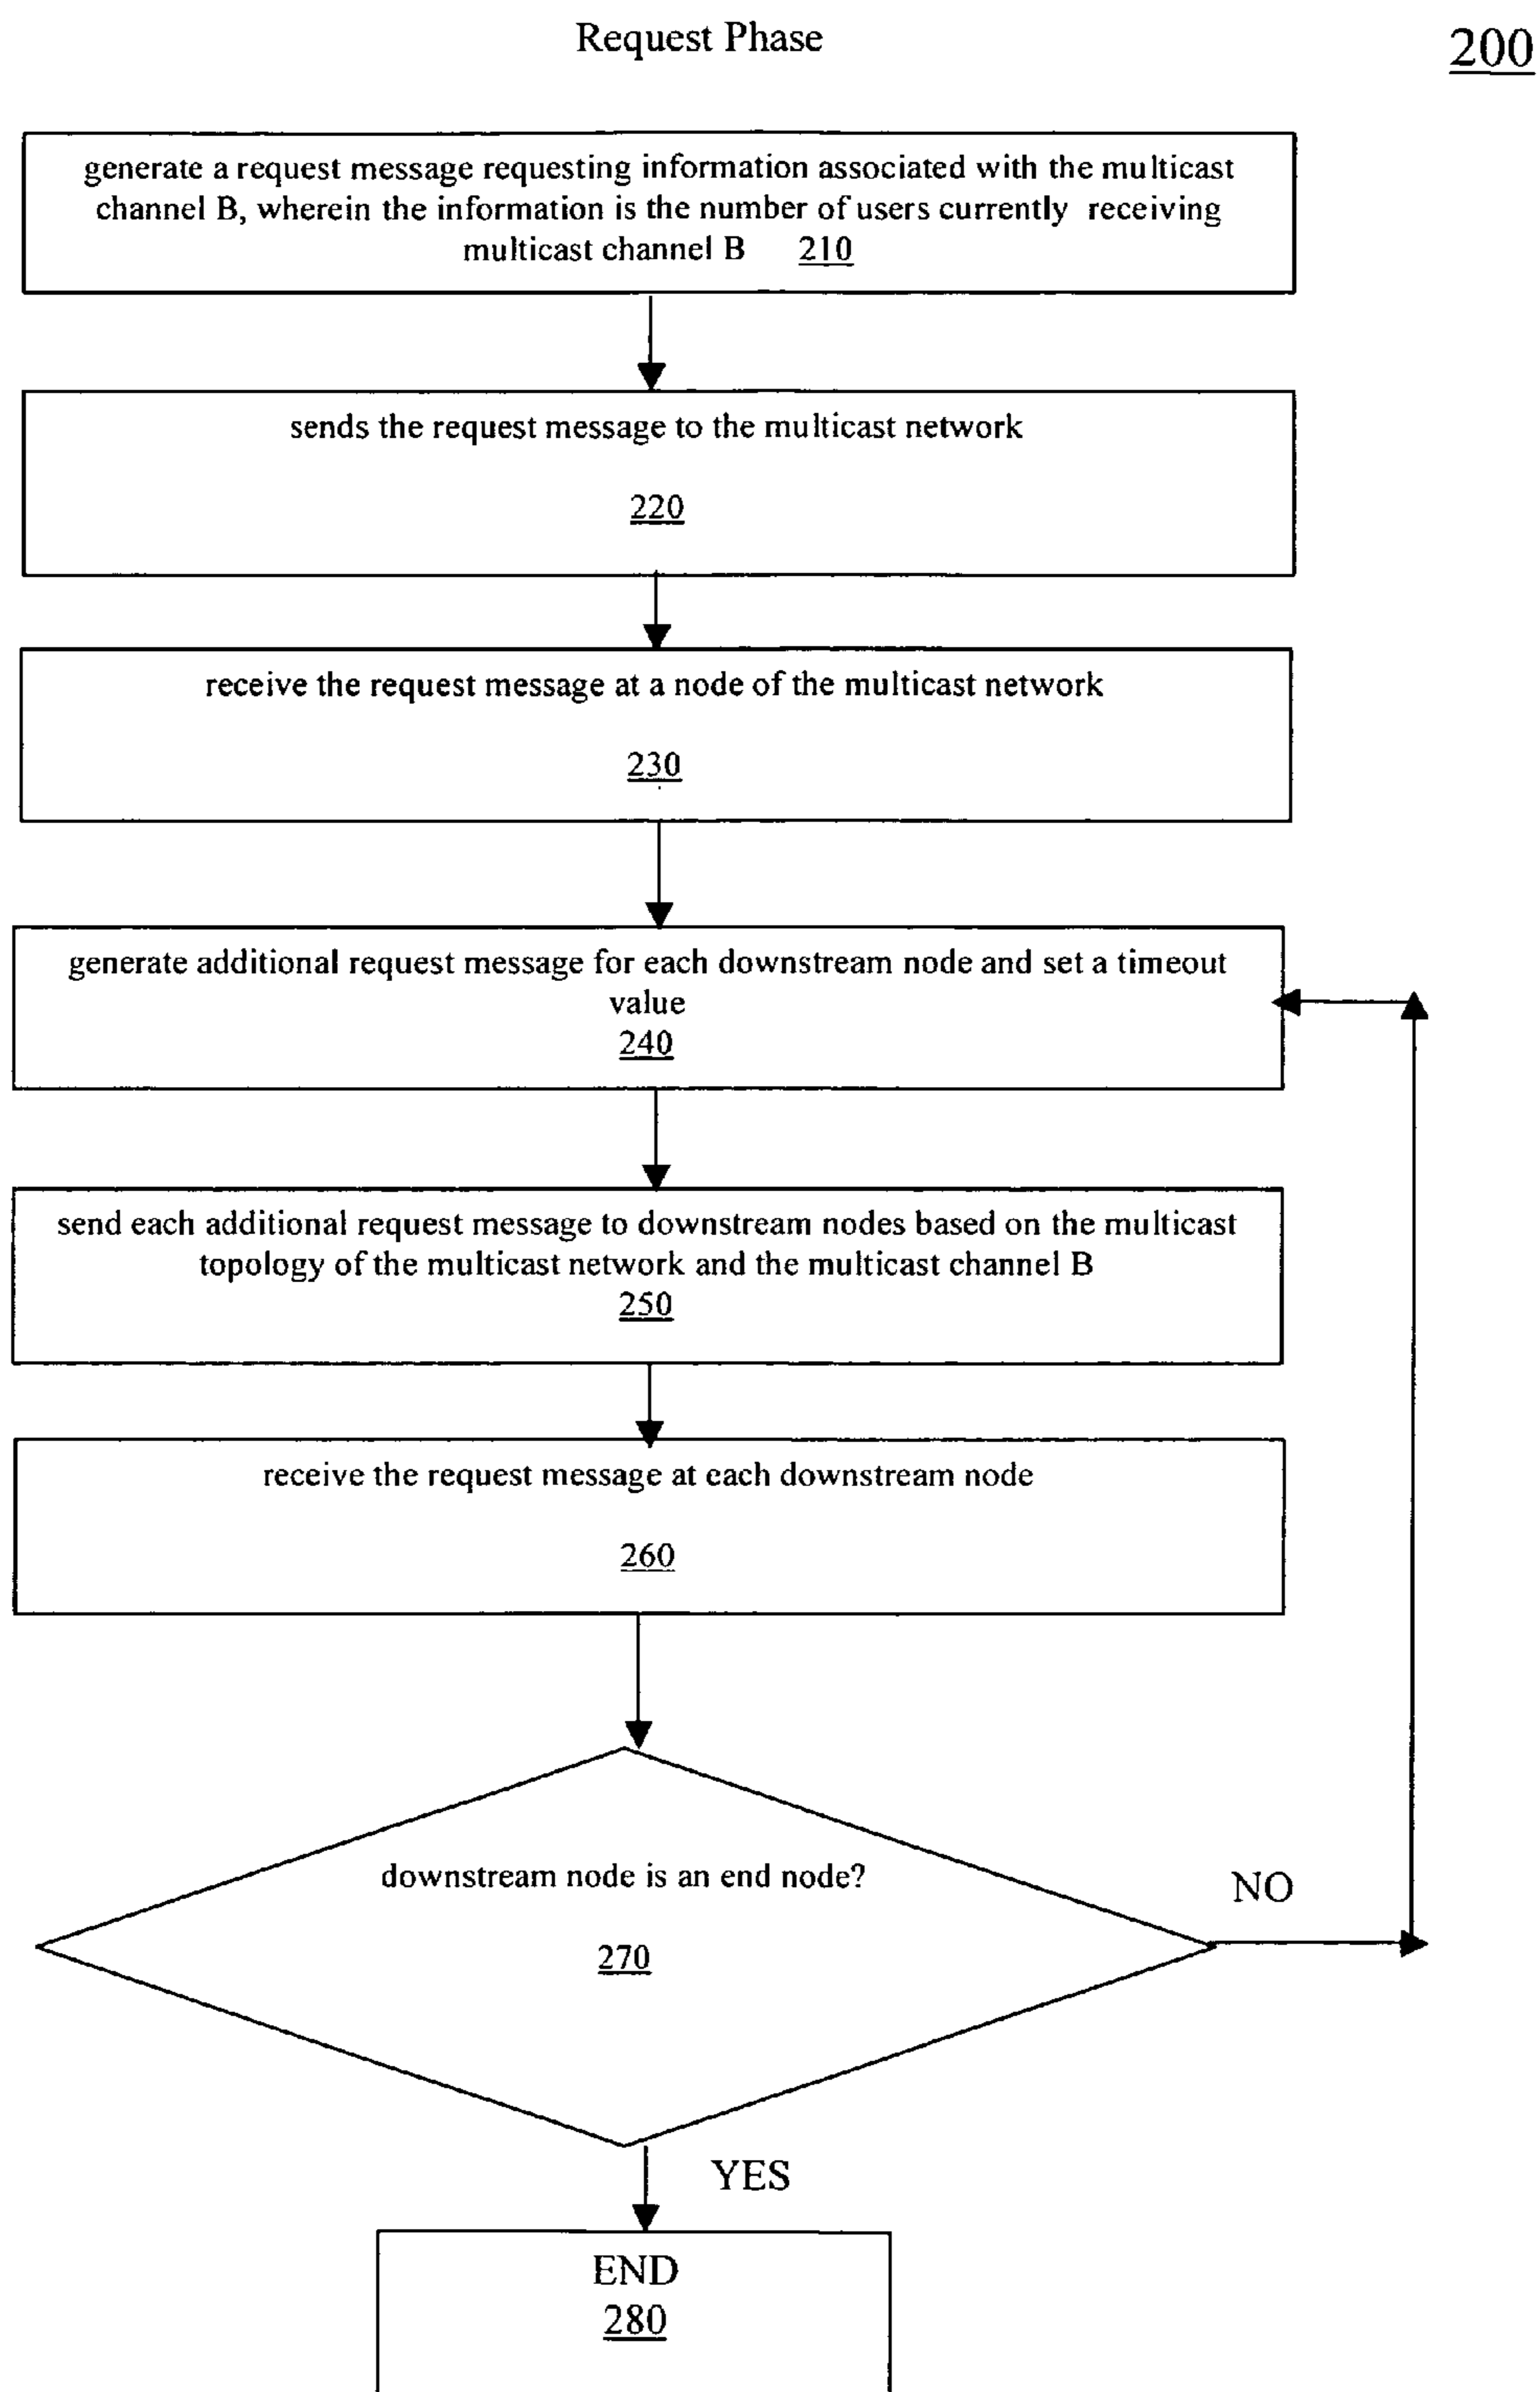 Request Phase
200
generate a request message requesting information associated with the multicast
channel B, wherein the information is the number of users currently receiving
multicast channel B 210
sends the request message to the multicast network
220
receive the request message at a node of the multicast network
230
generate additional request message for each downstream node and set a timeout
value
240
send each additional request message to downstream nodes based on the multicast
topology of the multicast network and the multicast channel B
250
receive the request message at each downstream node
260
downstream node is an end node?
270
NO
YES
END
280